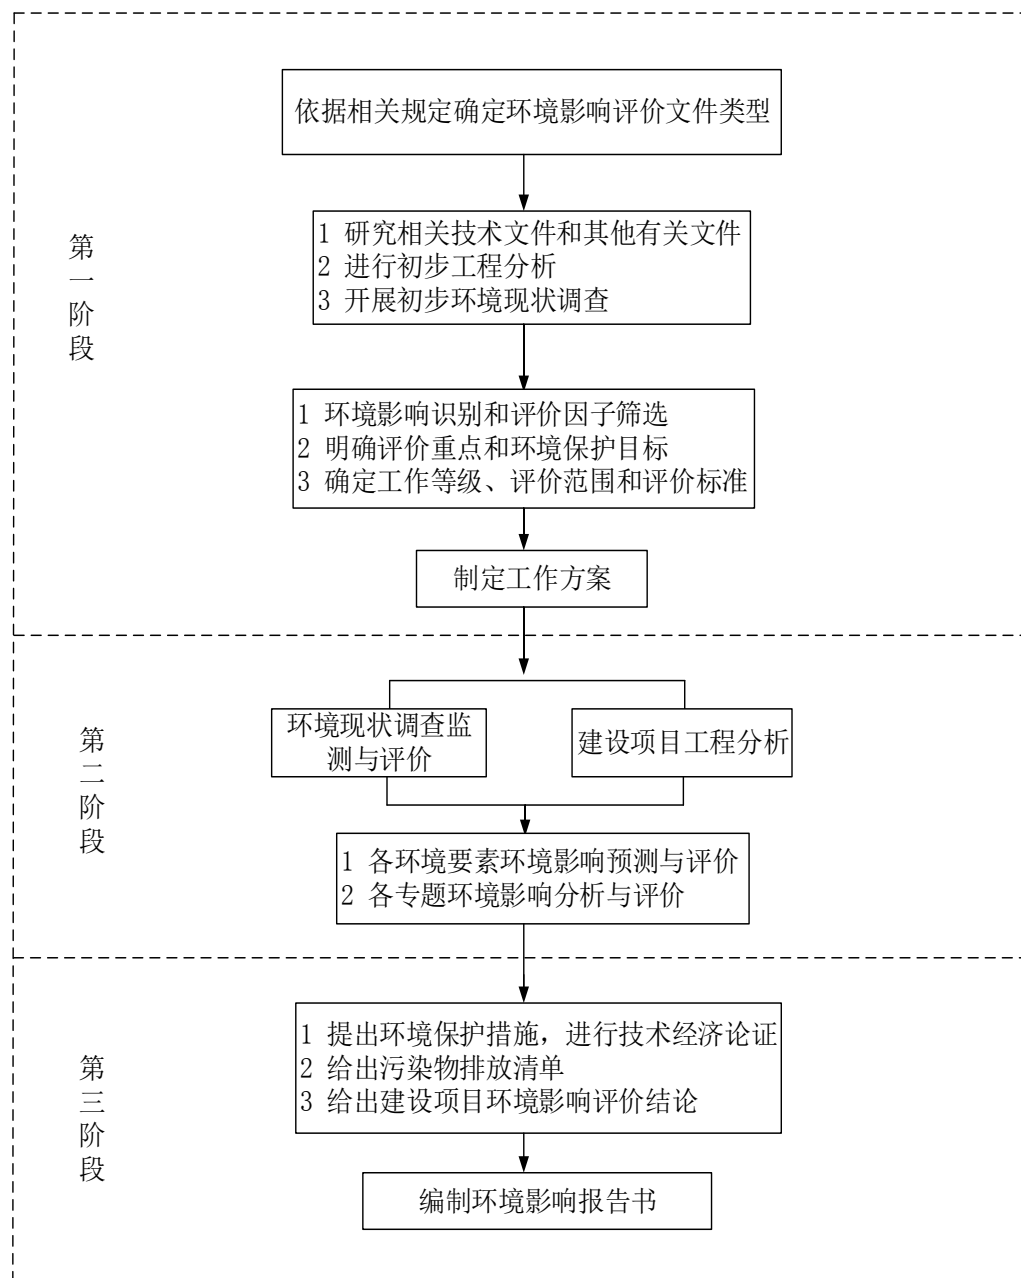 依据相关规定确定环境影响评价文件类型
第一阶段
1 研究相关技术文件和其他有关文件
2 进行初步工程分析
3 开展初步环境现状调查
1 环境影响识别和评价因子筛选
2 明确评价重点和环境保护目标
3 确定工作等级、评价范围和评价标准
制定工作方案
第二阶段
环境现状调查监
测与评价
建设项目工程分析
1 各环境要素环境影响预测与评价
2 各专题环境影响分析与评价
第三阶段
1 提出环境保护措施，进行技术经济论证
2 给出污染物排放清单
3 给出建设项目环境影响评价结论
编制环境影响报告书